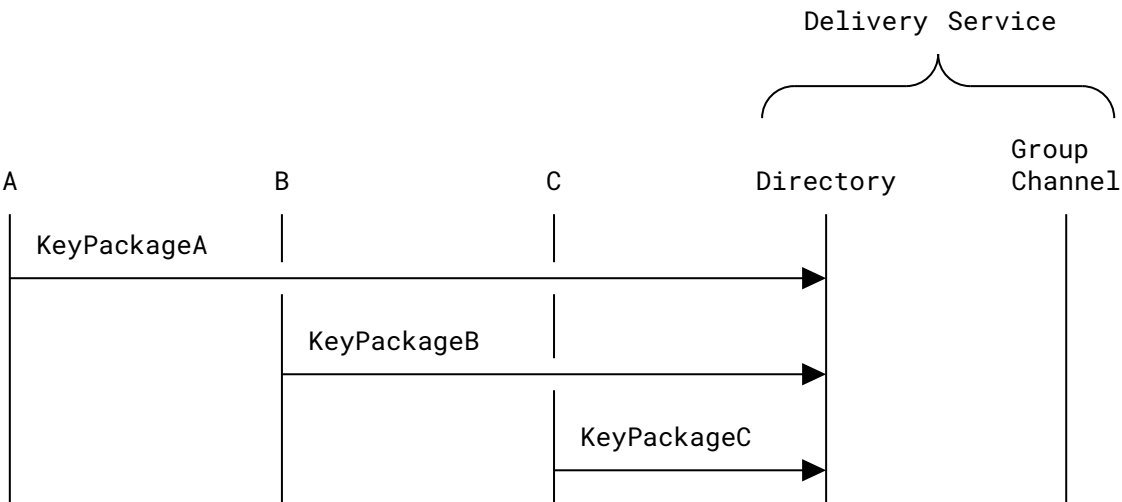 Delivery Service
A
B
C
Directory
Group
Channel
KeyPackageA
KeyPackageB
KeyPackageC